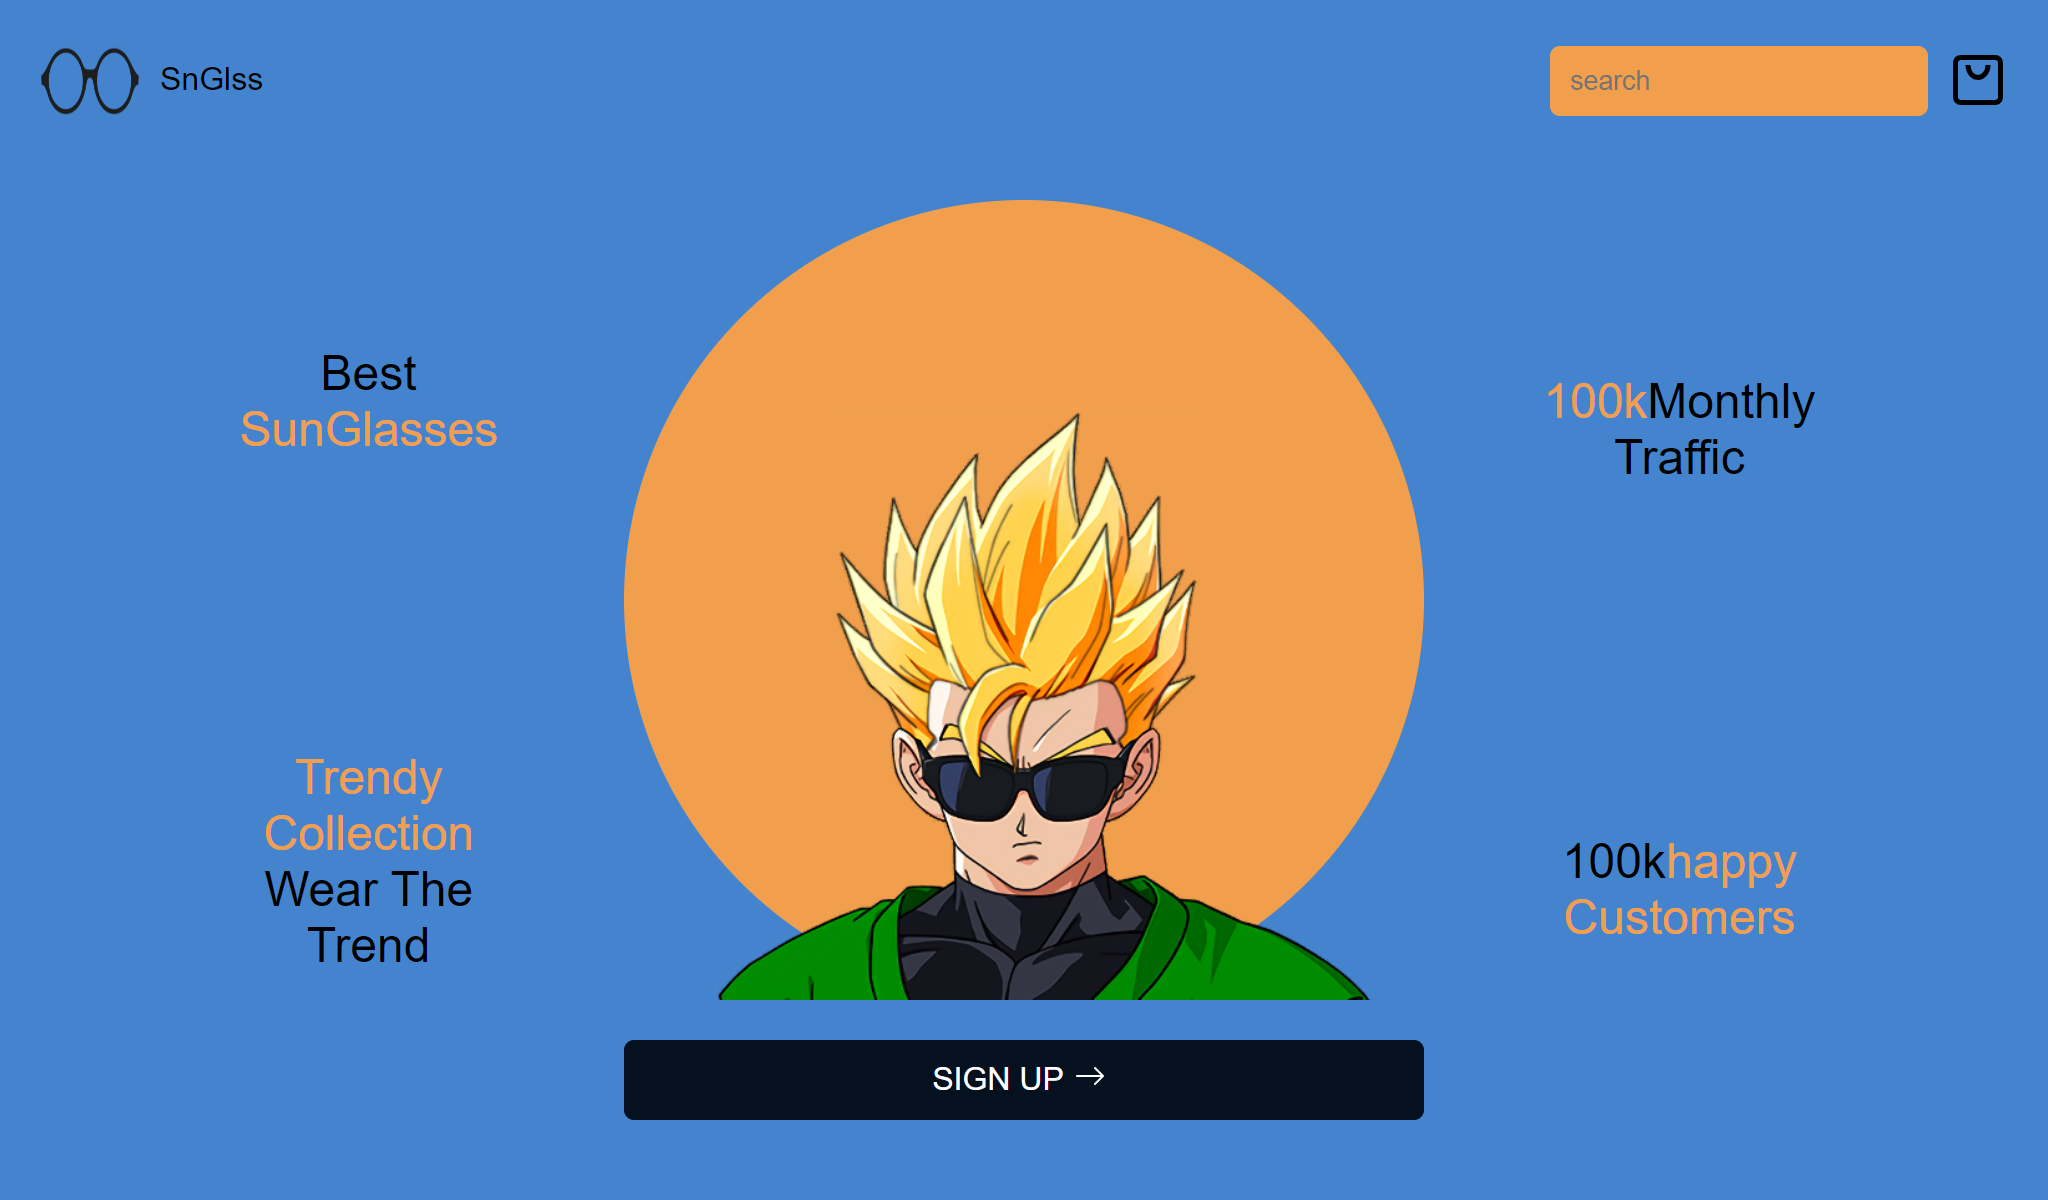 SnGlss
search
Best
SunGlasses
100kMonthly
Traffic
Trendy
Collection
Wear The
Trend
100khappy
Customers
SIGN UP →